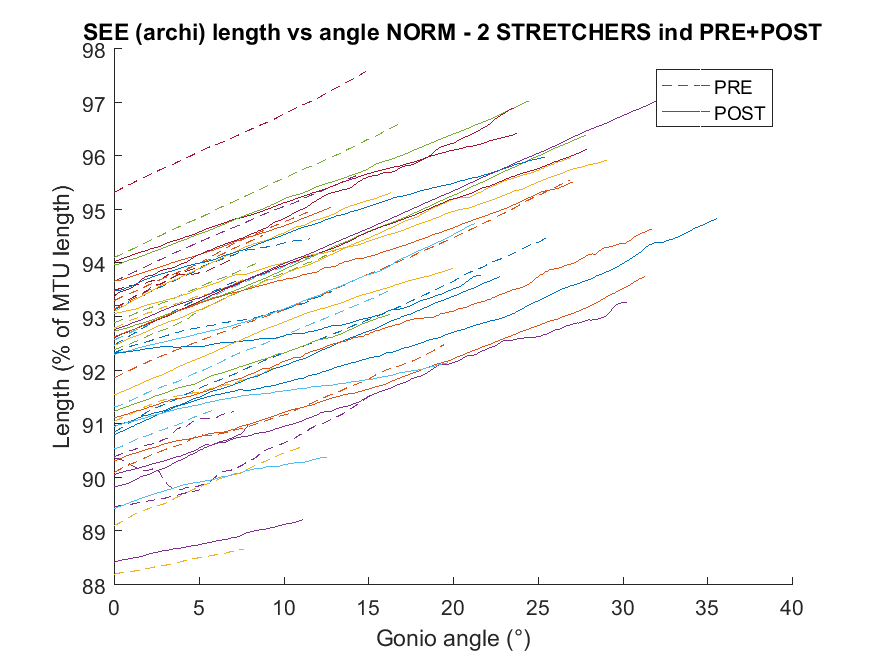 SEE (archi) length vs angle NORM - 2 STRETCHERS ind PRE+POST
98
97
96
95
94
93
92
91
90
89
88
Length (% of MTU length)
PRE
POST
0 5 10 15 20 25 30 35 40
Gonio angle (°)